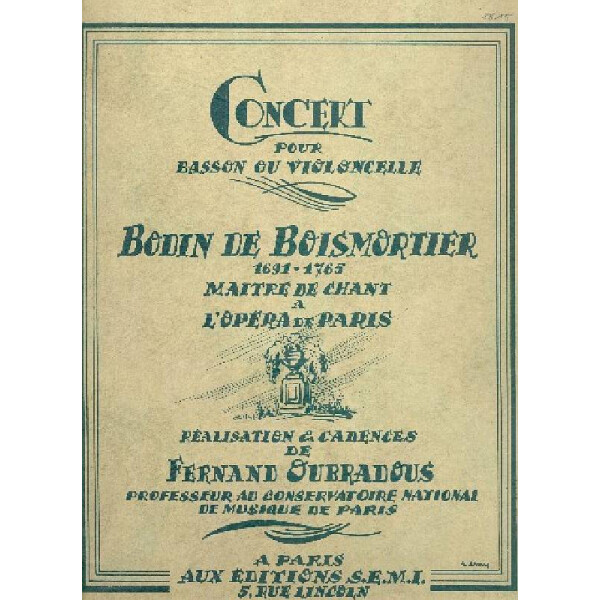 CONCERT
POUR
BASSON OU VIOLONCELLE
BODIN DE BOISMORTIER
1691-1765
MAITRE DE CHANT
A
L'OPÉRA DE PARIS
RÉALISATION & CADENCES
DE
FERNAND OUBRADOUS
PROFESSEUR AU CONSERVATOIRE NATIONAL
DE MUSIQUE DE PARIS
A PARIS
AUX ÉDITIONS S.E.M.I.
5, RUE LINCOLN